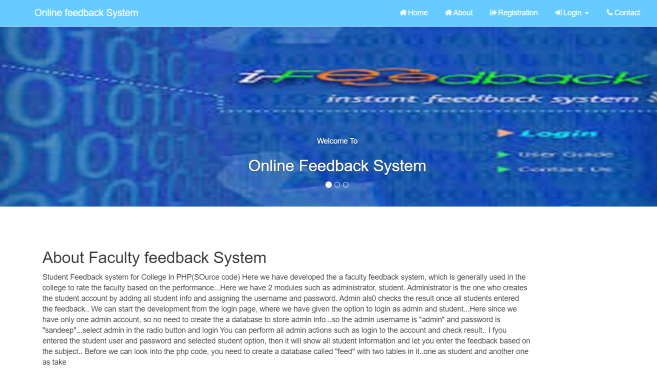 Online feedback System
Home About Registration Login Contact
i-Feedback
instant feedback system
Login
User Guide
Contact Us
Welcome To
Online Feedback System
About Faculty feedback System
Student Feedback system for College in PHP(SOurce code) Here we have developed the a faculty feedback system, which is generally used in the
college to rate the faculty based on the performance...Here we have 2 modules such as administrator, student. Administrator is the one who creates
the student account by adding all student info and assigning the username and password. Admin als0 checks the result once all students entered
the feedback.. We can start the development from the login page, where we have given the option to login as admin and student...Here since we
have only one admin account, so no need to create the a database to store admin info...so the admin username is "admin" and password is
"sandeep"...select admin in the radio button and login You can perform all admin actions such as login to the account and check result.. I fyou
entered the student user and password and selected student option, then it will show all student information and let you enter the feedback based on
the subject.. Before we can look into the php code, you need to create a database called "feed" with two tables in it..one as student and another one
as take